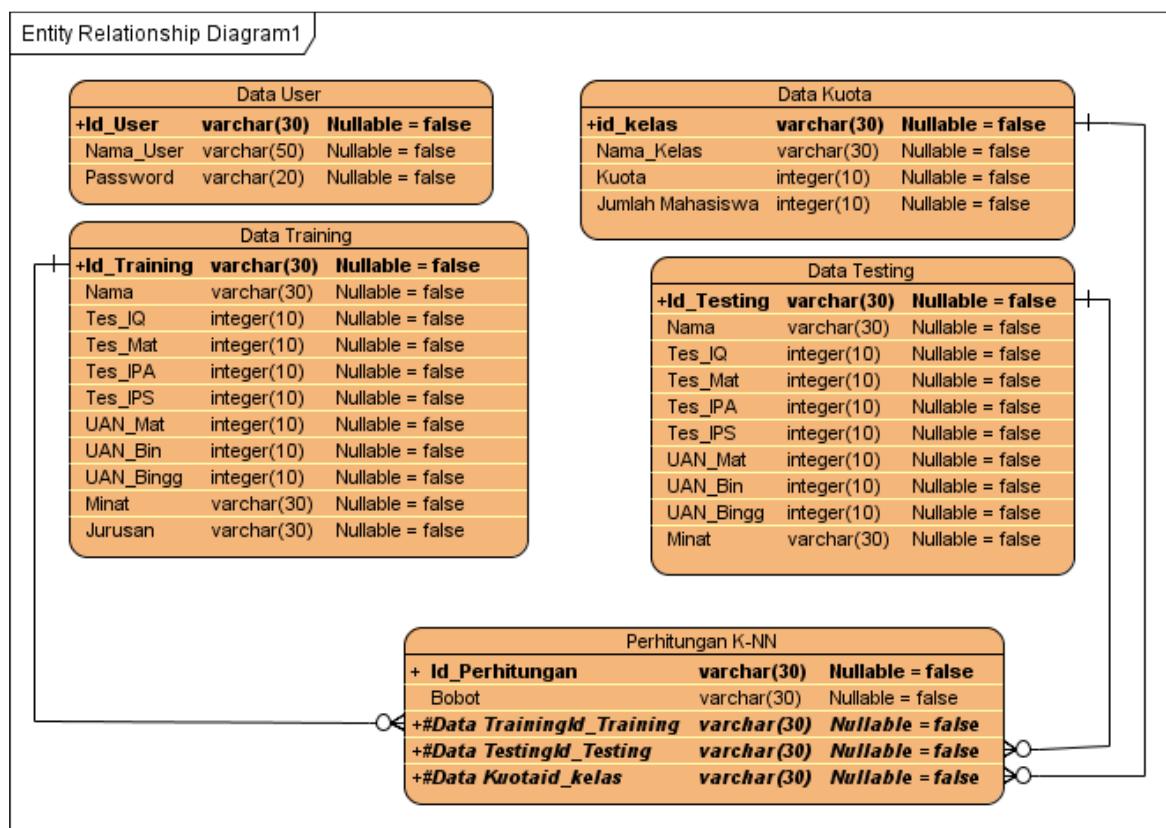 Entity Relationship Diagram1
Data User
+Id_User varchar(30) Nullable = false
Nama_User varchar(50) Nullable = false
Password varchar(20) Nullable = false
Data Kuota
+id_kelas varchar(30) Nullable = false
Nama_Kelas varchar(30) Nullable = false
Kuota integer(10) Nullable = false
Jumlah Mahasiswa integer(10) Nullable = false
Data Training
+Id_Training varchar(30) Nullable = false
Nama varchar(30) Nullable = false
Tes_IQ integer(10) Nullable = false
Tes_Mat integer(10) Nullable = false
Tes_IPA integer(10) Nullable = false
Tes_IPS integer(10) Nullable = false
UAN_Mat integer(10) Nullable = false
UAN_Bin integer(10) Nullable = false
UAN_Bingg integer(10) Nullable = false
Minat varchar(30) Nullable = false
Jurusan varchar(30) Nullable = false
Data Testing
+Id_Testing varchar(30) Nullable = false
Nama varchar(30) Nullable = false
Tes_IQ integer(10) Nullable = false
Tes_Mat integer(10) Nullable = false
Tes_IPA integer(10) Nullable = false
Tes_IPS integer(10) Nullable = false
UAN_Mat integer(10) Nullable = false
UAN_Bin integer(10) Nullable = false
UAN_Bingg integer(10) Nullable = false
Minat varchar(30) Nullable = false
Perhitungan K-NN
+ Id_Perhitungan varchar(30) Nullable = false
Bobot varchar(30) Nullable = false
+#Data TrainingId_Training varchar(30) Nullable = false
+#Data TestingId_Testing varchar(30) Nullable = false
+#Data Kuotaid_kelas varchar(30) Nullable = false